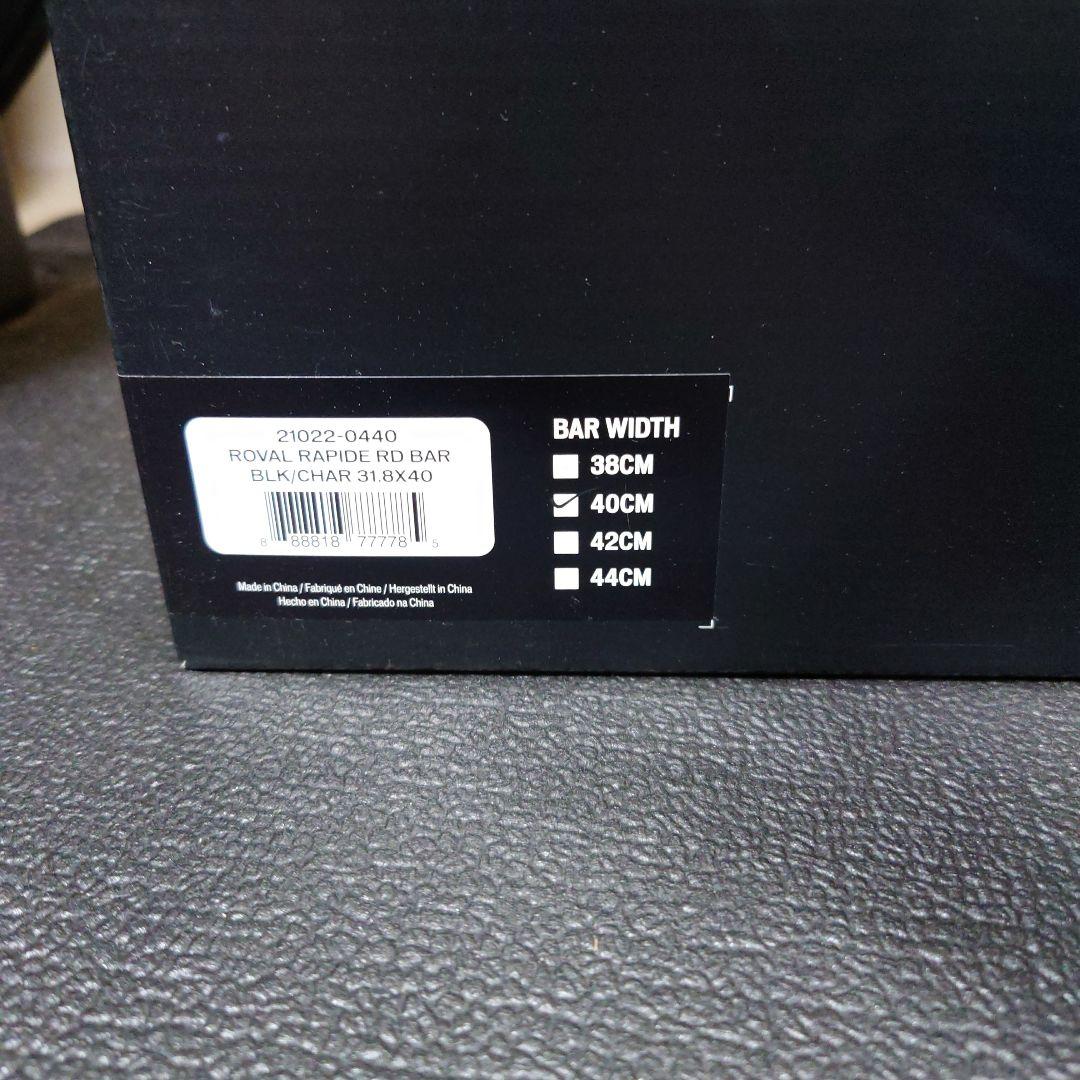 21022-0440
ROVAL RAPIDE RD BAR
BLK/CHAR 31.8X40
8 88818 77778 5
Made in China / Fabriqué en Chine / Hergestellt in China
Hecho en China / Fabricado na China
BAR WIDTH
38CM
40CM
42CM
44CM